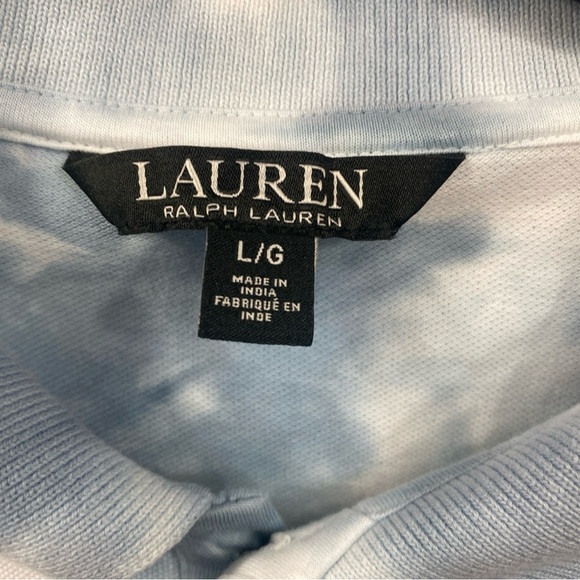 LAUREN
RALPH LAUREN
L/G
MADE IN
INDIA
FABRIQUÉ EN
INDE